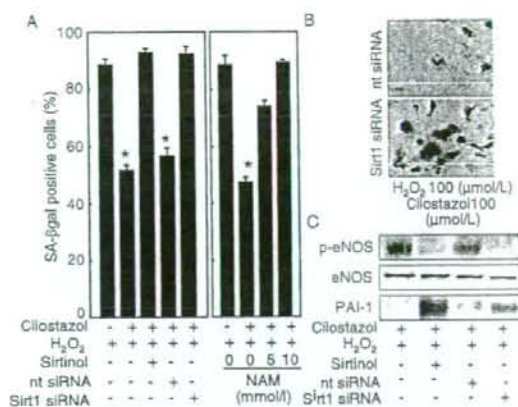 A
SA-βgal positive cells (%)
100
80
60
40
20
0
*
*
*
Cilostazol - + + + + - + + +
H₂O₂ + + + + + + + + +
Sirtinol - - + - - 0 0 5 10
nt siRNA - - - + - NAM
Sirt1 siRNA - - - - + (mmol/l)
B
nt siRNA
Sirt1 siRNA
H₂O₂ 100 (μmol/L)
Cilostazol100
(μmol/L)
C
p-eNOS
eNOS
PAI-1
Cilostazol + + + +
H₂O₂ + + + +
Sirtinol - + - -
nt siRNA - - + -
Sirt1 siRNA - - - +